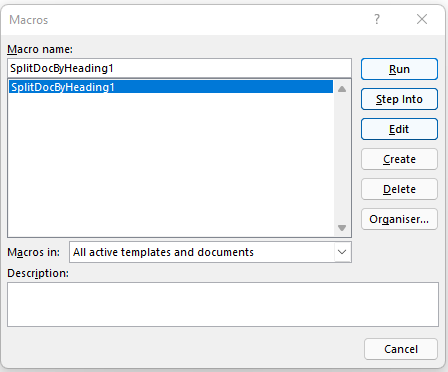 Macros
?
Macro name:
SplitDocByHeading1
Run
SplitDocByHeading1
Step Into
Edit
Create
Delete
Organiser...
Macros in:
All active templates and documents
Description:
Cancel